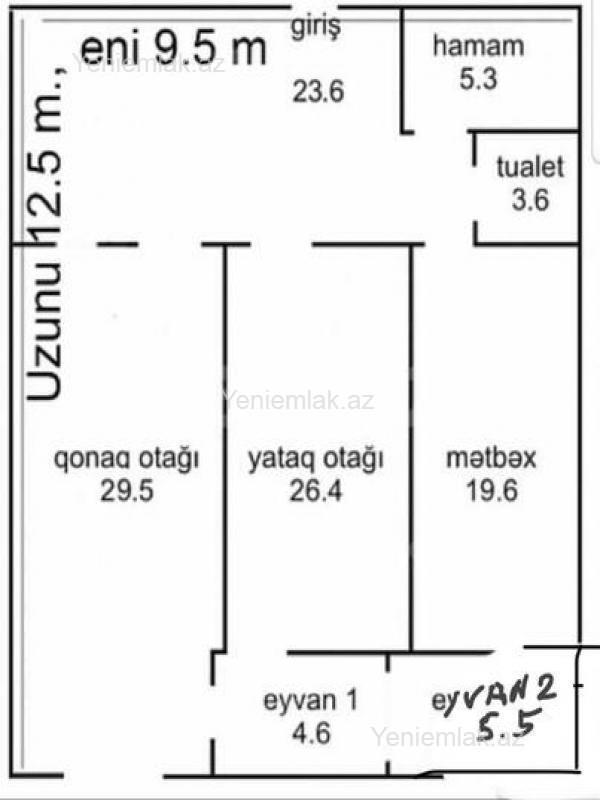 eni 9.5 m
Uzunu 12.5 m.,
giriş
23.6
hamam
5.3
tualet
3.6
qonaq otağı
29.5
yataq otağı
26.4
mətbəx
19.6
eyvan 1
4.6
eyVAN 2
5.5
Yeniemlak.az
Yeniemlak.az
Yeniemlak.az